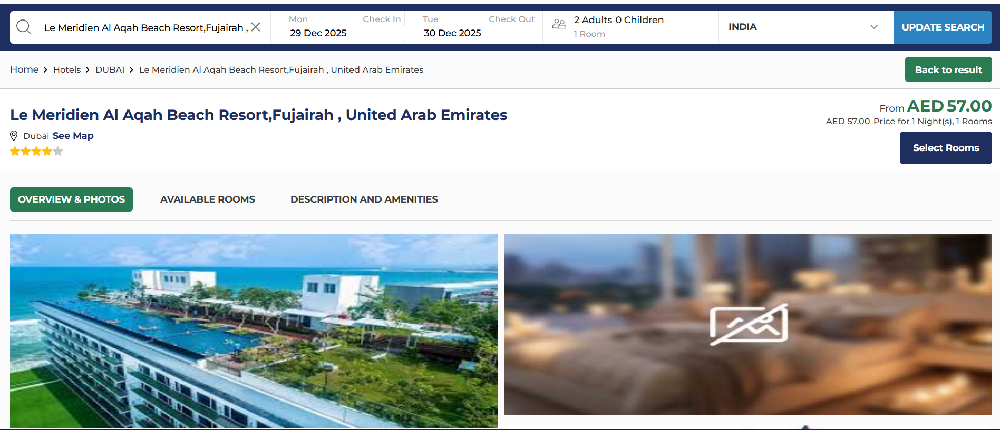 Le Meridien Al Aqah Beach Resort,Fujairah ,
Mon Check In
29 Dec 2025
Tue Check Out
30 Dec 2025
2 Adults-0 Children
1 Room
INDIA
UPDATE SEARCH
Home > Hotels > DUBAI > Le Meridien Al Aqah Beach Resort,Fujairah , United Arab Emirates
Back to result
Le Meridien Al Aqah Beach Resort,Fujairah , United Arab Emirates
Dubai See Map
From AED 57.00
AED 57.00 Price for 1 Night(s), 1 Rooms
Select Rooms
OVERVIEW & PHOTOS
AVAILABLE ROOMS
DESCRIPTION AND AMENITIES